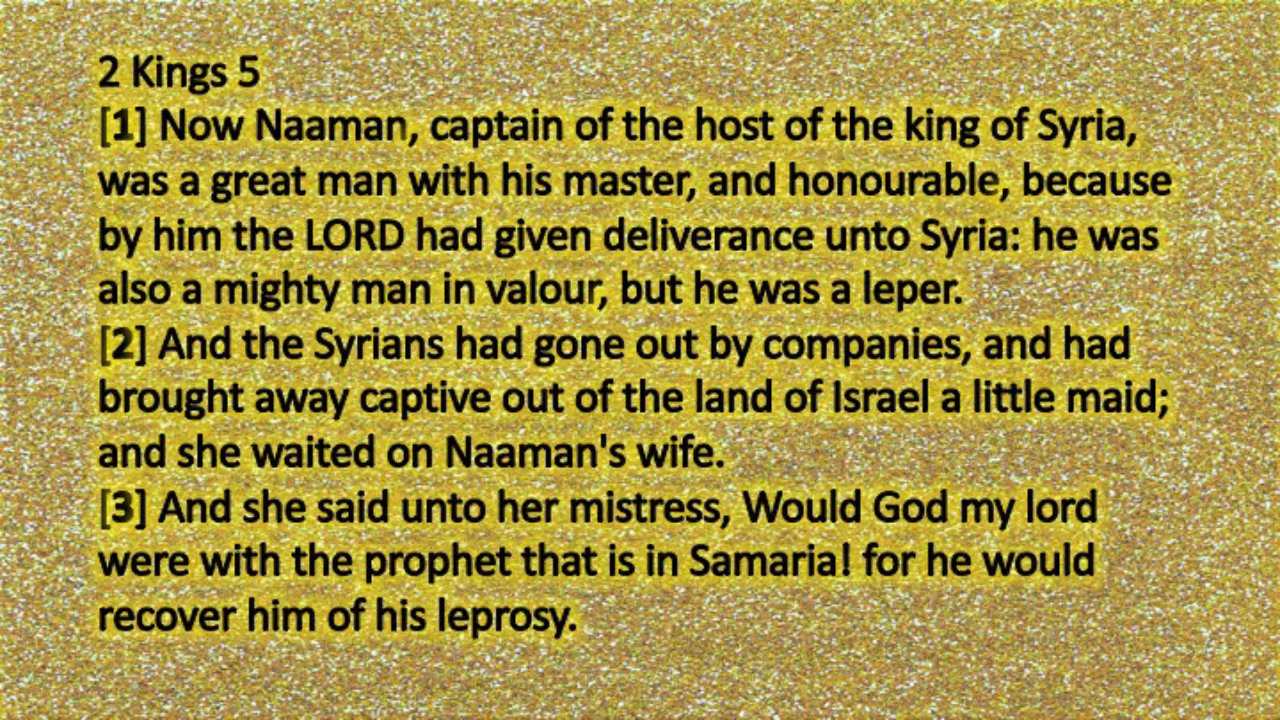 2 Kings 5
[1] Now Naaman, captain of the host of the king of Syria,
was a great man with his master, and honourable, because
by him the LORD had given deliverance unto Syria: he was
also a mighty man in valour, but he was a leper.
[2] And the Syrians had gone out by companies, and had
brought away captive out of the land of Israel a little maid;
and she waited on Naaman's wife.
[3] And she said unto her mistress, Would God my lord
were with the prophet that is in Samaria! for he would
recover him of his leprosy.